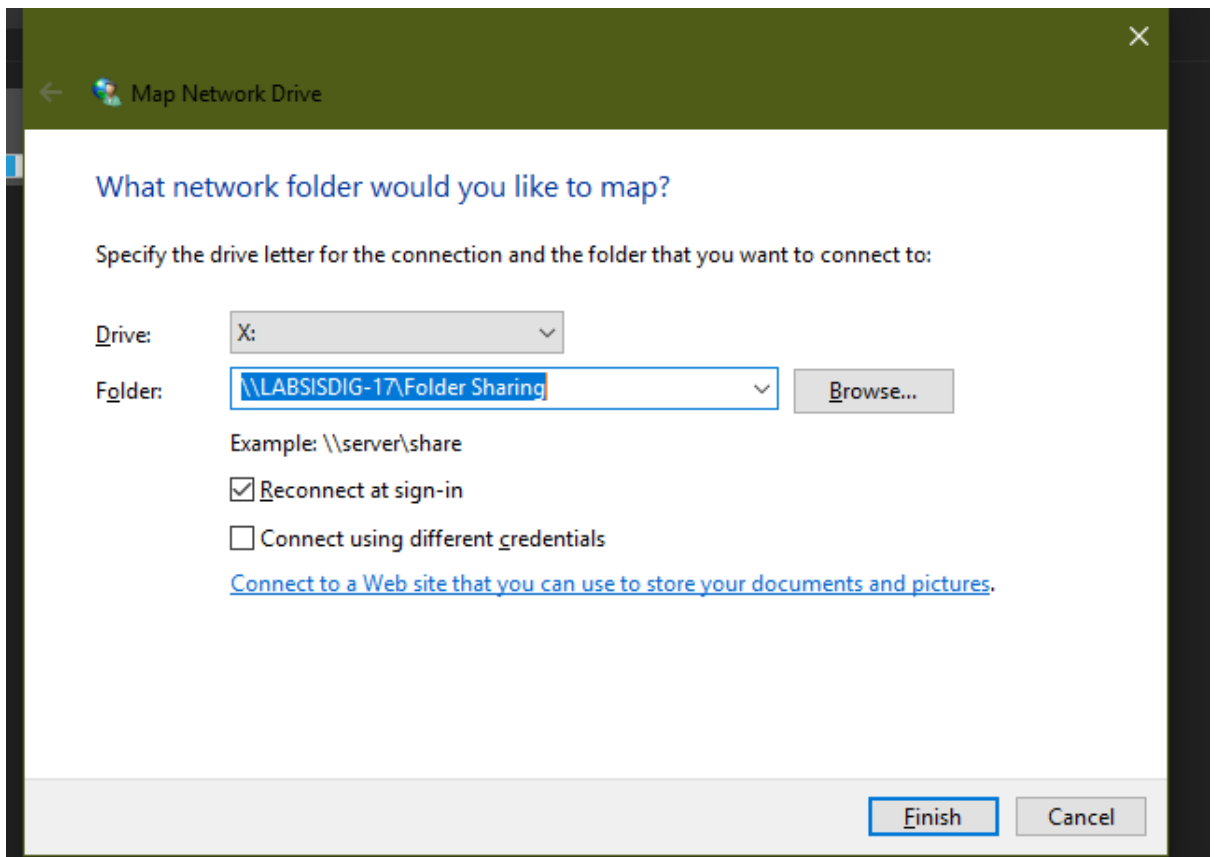 Map Network Drive
What network folder would you like to map?
Specify the drive letter for the connection and the folder that you want to connect to:
Drive: X:
Folder: \\LABSISDIG-17\Folder Sharing Browse...
Example: \\server\share
Reconnect at sign-in
Connect using different credentials
Connect to a Web site that you can use to store your documents and pictures.
Finish Cancel